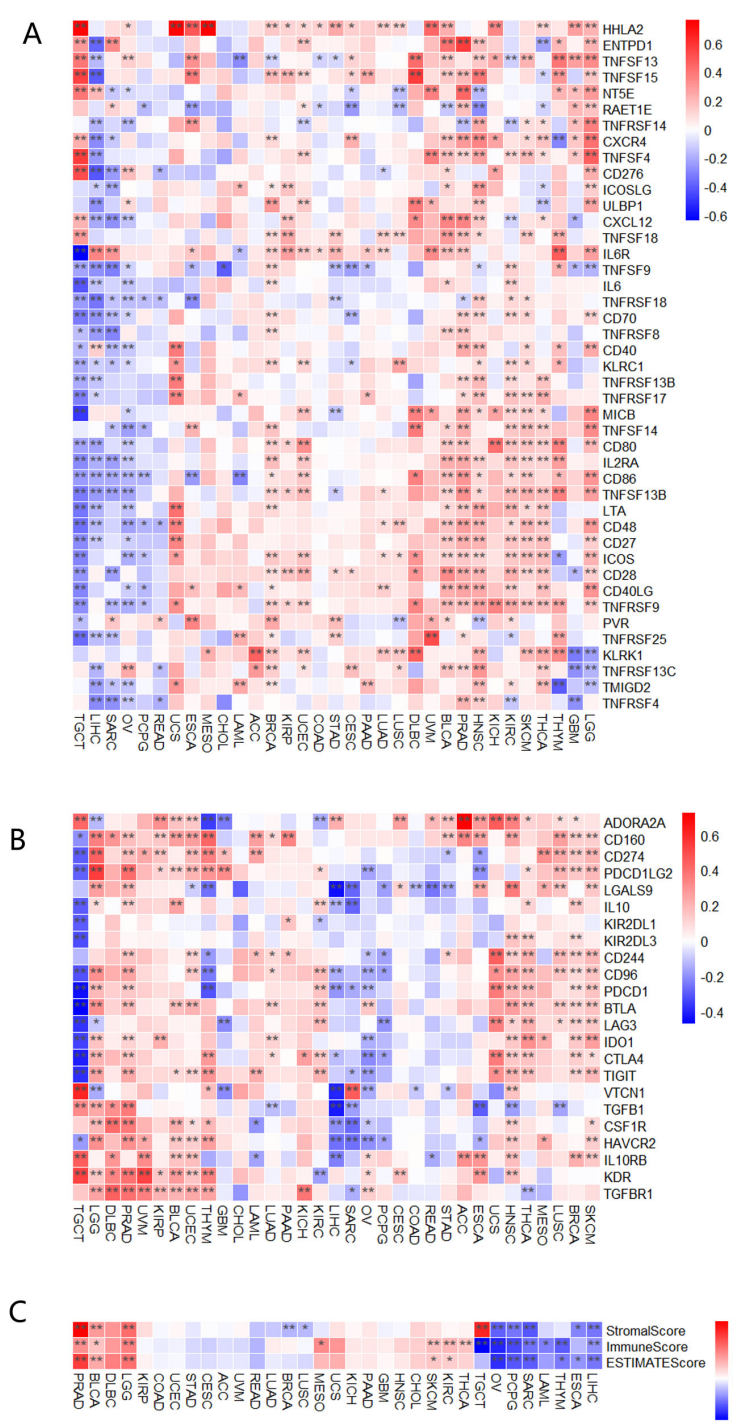 A
HHLA2
ENTPD1
TNFSF13
TNFSF15
NT5E
RAET1E
TNFRSF14
CXCR4
TNFSF4
CD276
ICOSLG
ULBP1
CXCL12
TNFSF18
IL6R
TNFSF9
IL6
TNFRSF18
CD70
TNFRSF8
CD40
KLRC1
TNFRSF13B
TNFRSF17
MICB
TNFSF14
CD80
IL2RA
CD86
TNFSF13B
LTA
CD48
CD27
ICOS
CD28
CD40LG
TNFRSF9
PVR
TNFRSF25
KLRK1
TNFRSF13C
TMIGD2
TNFRSF4
0.6
0.4
0.2
0
-0.2
-0.4
-0.6
TGCT LIHC SARC OV PCPG READ UCS ESCA MESO CHOL LAML ACC BRCA KIRP UCEC COAD STAD CESC PAAD LUAD LUSC DLBC UVM BLCA PRAD HNSC KICH KIRC SKCM THCA THYM GBM LGG
B
ADORA2A
CD160
CD274
PDCD1LG2
LGALS9
IL10
KIR2DL1
KIR2DL3
CD244
CD96
PDCD1
BTLA
LAG3
IDO1
CTLA4
TIGIT
VTCN1
TGFB1
CSF1R
HAVCR2
IL10RB
KDR
TGFBR1
0.6
0.4
0.2
0
-0.2
-0.4
TGCT LGG DLBC PRAD UVM KIRP BLCA UCEC THYM GBM CHOL LAML LUAD PAAD KICH KIRC LIHC SARC OV PCPG CESC COAD READ STAD ACC ESCA UCS HNSC THCA MESO LUSC BRCA SKCM
C
StromalScore
ImmuneScore
ESTIMATEScore
PRAD BLCA DLBC LGG KIRP COAD UCEC STAD CESC ACC UVM READ LUAD BRCA LUSC MESO UCS KICH PAAD GBM HNSC CHOL SKCM KIRC THCA TGCT OV PCPG SARC LAML THYM ESCA LIHC